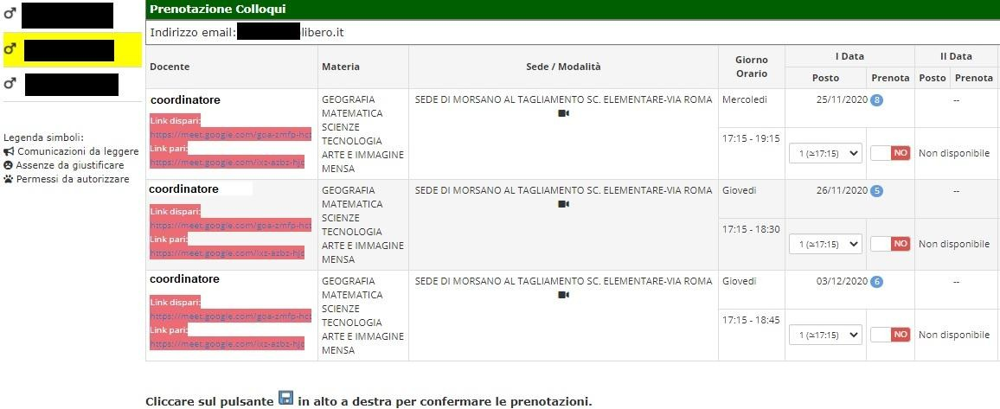 Prenotazione Colloqui
Indirizzo email: libero.it
Docente Materia Sede / Modalità Giorno Orario I Data II Data
Posto Prenota Posto Prenota
coordinatore
Link dispari:
https://meet.google.com/goa-zmfp-hct
Link pari:
https://meet.google.com/ixz-azbz-hjc
GEOGRAFIA
MATEMATICA
SCIENZE
TECNOLOGIA
ARTE E IMMAGINE
MENSA
SEDE DI MORSANO AL TAGLIAMENTO SC. ELEMENTARE-VIA ROMA
Mercoledì 25/11/2020 8 --
17:15 - 19:15 1 (≃17:15) NO Non disponibile
coordinatore
Link dispari:
https://meet.google.com/goa-zmfp-hct
Link pari:
https://meet.google.com/ixz-azbz-hjc
GEOGRAFIA
MATEMATICA
SCIENZE
TECNOLOGIA
ARTE E IMMAGINE
MENSA
SEDE DI MORSANO AL TAGLIAMENTO SC. ELEMENTARE-VIA ROMA
Giovedì 26/11/2020 5 --
17:15 - 18:30 1 (≃17:15) NO Non disponibile
coordinatore
Link dispari:
https://meet.google.com/goa-zmfp-hct
Link pari:
https://meet.google.com/ixz-azbz-hjc
GEOGRAFIA
MATEMATICA
SCIENZE
TECNOLOGIA
ARTE E IMMAGINE
MENSA
SEDE DI MORSANO AL TAGLIAMENTO SC. ELEMENTARE-VIA ROMA
Giovedì 03/12/2020 6 --
17:15 - 18:45 1 (≃17:15) NO Non disponibile
Legenda simboli:
Comunicazioni da leggere
Assenze da giustificare
Permessi da autorizzare
Cliccare sul pulsante in alto a destra per confermare le prenotazioni.